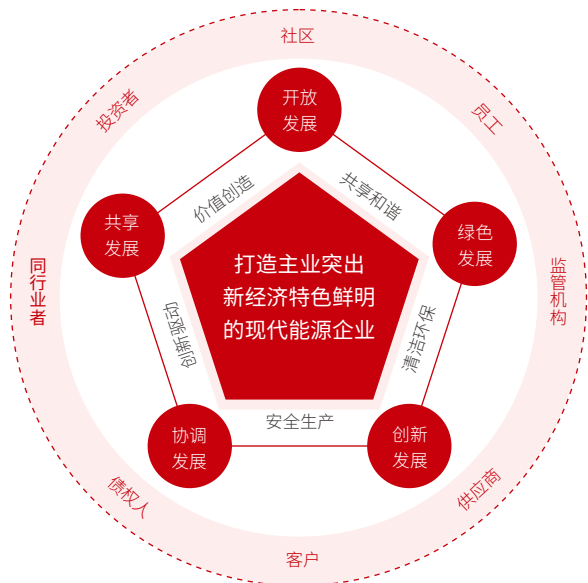 社区
投资者
员工
开放
发展
价值创造
共享和谐
共享
发展
绿色
发展
打造主业突出
新经济特色鲜明
的现代能源企业
同行业者
监管机构
创新驱动
清洁环保
安全生产
协调
发展
创新
发展
债权人
供应商
客户